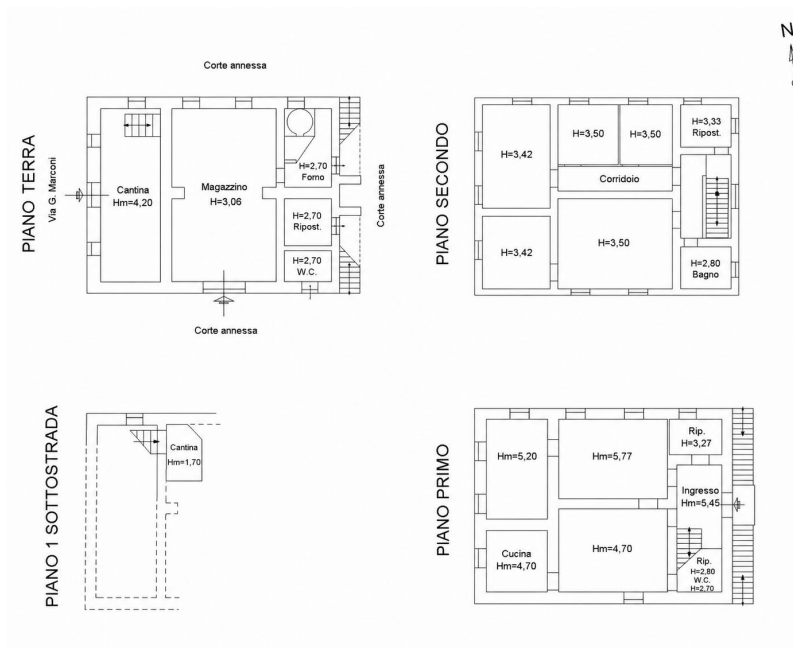 N
Corte annessa
PIANO TERRA
Via G. Marconi
Cantina
Hm=4,20
Magazzino
H=3,06
H=2,70
Forno
H=2,70
Ripost.
H=2,70
W.C.
Corte annessa
Corte annessa
PIANO SECONDO
H=3,42
H=3,50
H=3,50
H=3,33
Ripost.
Corridoio
H=3,42
H=3,50
H=2,80
Bagno
PIANO 1 SOTTOSTRADA
Cantina
Hm=1,70
PIANO PRIMO
Hm=5,20
Hm=5,77
Rip.
H=3,27
Ingresso
Hm=5,45
Cucina
Hm=4,70
Hm=4,70
Rip.
H=2,80
W.C.
H=2,70